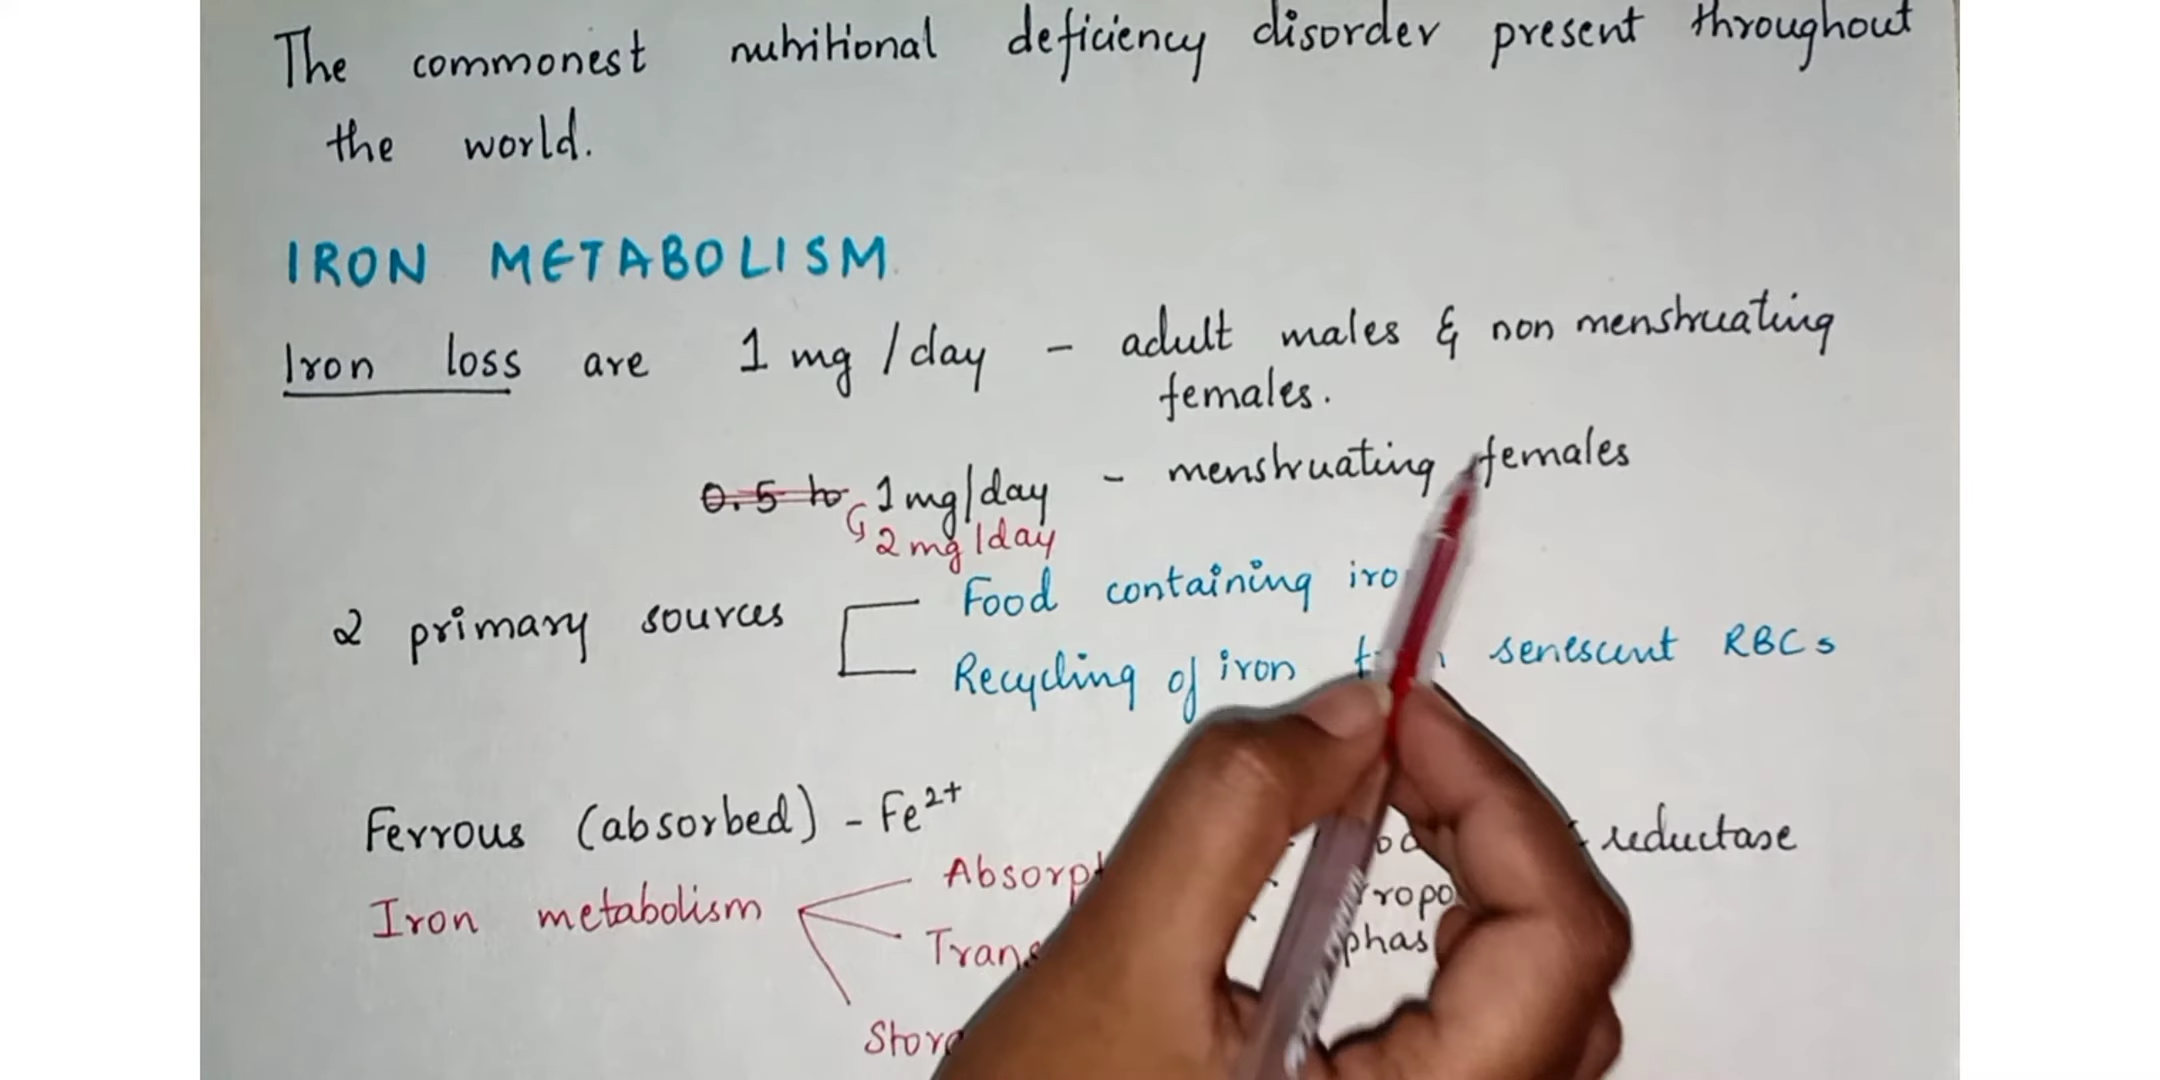 The commonest nutritional deficiency disorder present throughout
the world.
IRON METABOLISM
Iron loss are 1 mg/day - adult males & non menstruating
females.
0.5 to 1mg/day - menstruating females
2 mg/day
2 primary sources
Food containing
Recycling of iron senescent RBCs
Ferrous (absorbed) - Fe²⁺ reductase
Iron metabolism